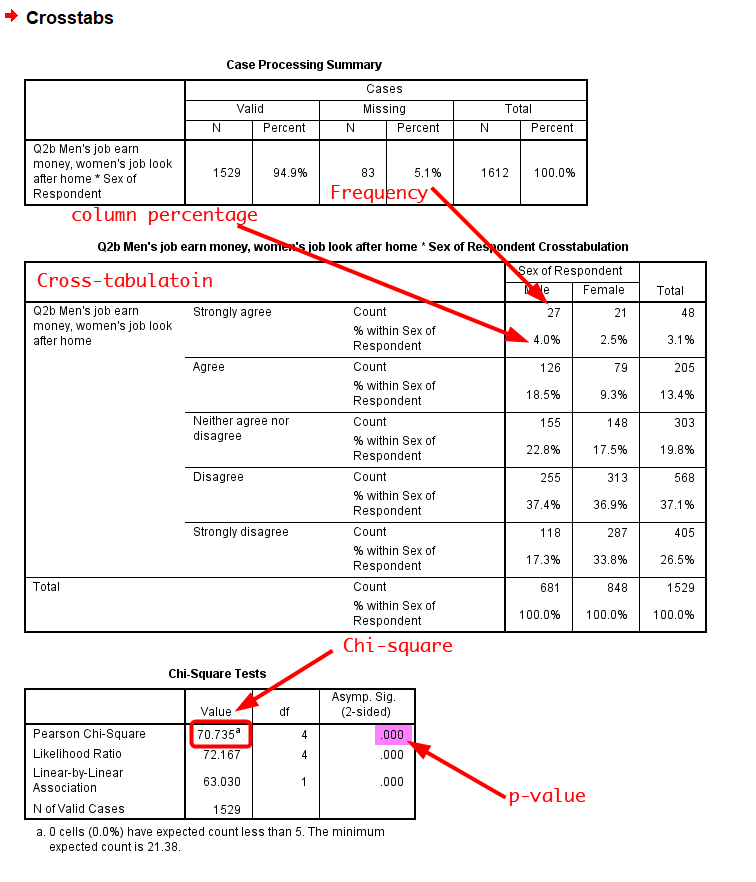 Crosstabs
Case Processing Summary
Cases
Valid Missing Total
N Percent N Percent N Percent
Q2b Men's job earn
money, women's job look
after home * Sex of
Respondent
1529 94.9% 83 5.1% 1612 100.0%
Frequency
column percentage
Q2b Men's job earn money, women's job look after home * Sex of Respondent Crosstabulation
Cross-tabulatoin
Sex of Respondent
Male Female Total
Q2b Men's job earn
money, women's job look
after home
Strongly agree Count 27 21 48
% within Sex of
Respondent 4.0% 2.5% 3.1%
Agree Count 126 79 205
% within Sex of
Respondent 18.5% 9.3% 13.4%
Neither agree nor
disagree
Count 155 148 303
% within Sex of
Respondent 22.8% 17.5% 19.8%
Disagree Count 255 313 568
% within Sex of
Respondent 37.4% 36.9% 37.1%
Strongly disagree Count 118 287 405
% within Sex of
Respondent 17.3% 33.8% 26.5%
Total Count 681 848 1529
% within Sex of
Respondent 100.0% 100.0% 100.0%
Chi-square
Chi-Square Tests
Value df Asymp. Sig.
(2-sided)
Pearson Chi-Square 70.735a 4 .000
Likelihood Ratio 72.167 4 .000
Linear-by-Linear
Association 63.030 1 .000
p-value
N of Valid Cases 1529
a. 0 cells (0.0%) have expected count less than 5. The minimum
expected count is 21.38.